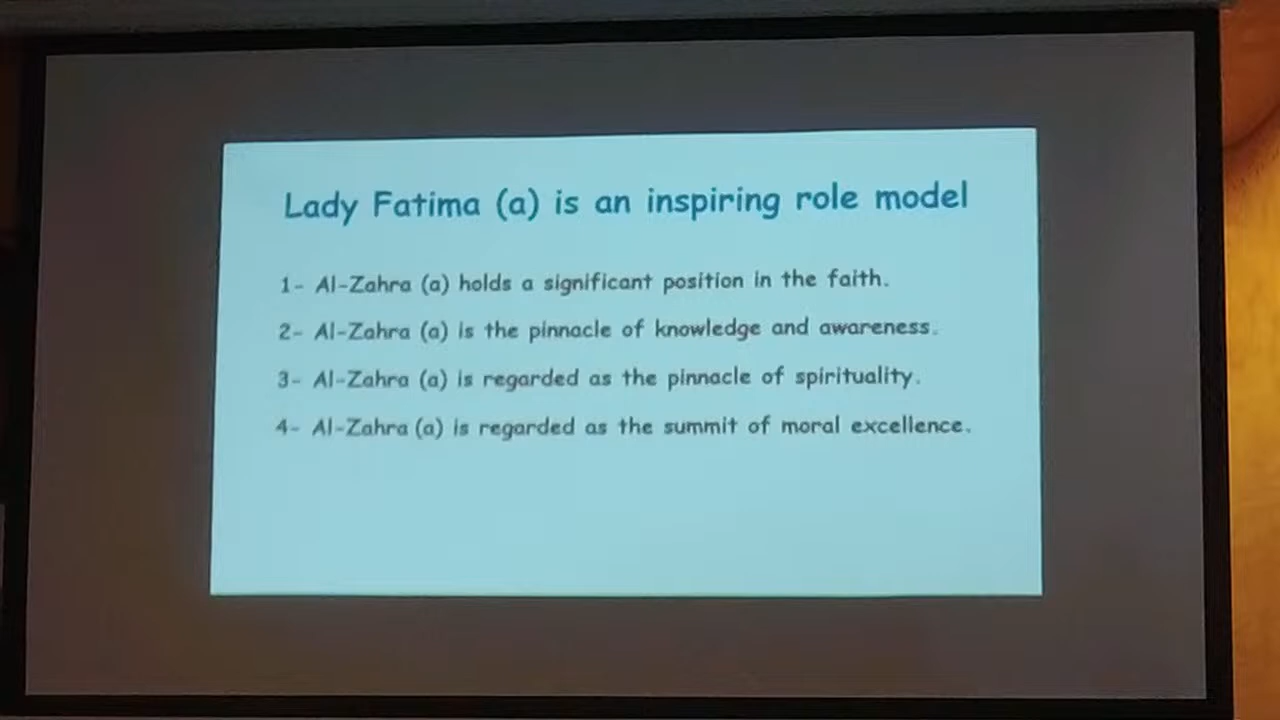 Lady Fatima (a) is an inspiring role model
1- Al-Zahra (a) holds a significant position in the faith.
2- Al-Zahra (a) is the pinnacle of knowledge and awareness.
3- Al-Zahra (a) is regarded as the pinnacle of spirituality.
4- Al-Zahra (a) is regarded as the summit of moral excellence.